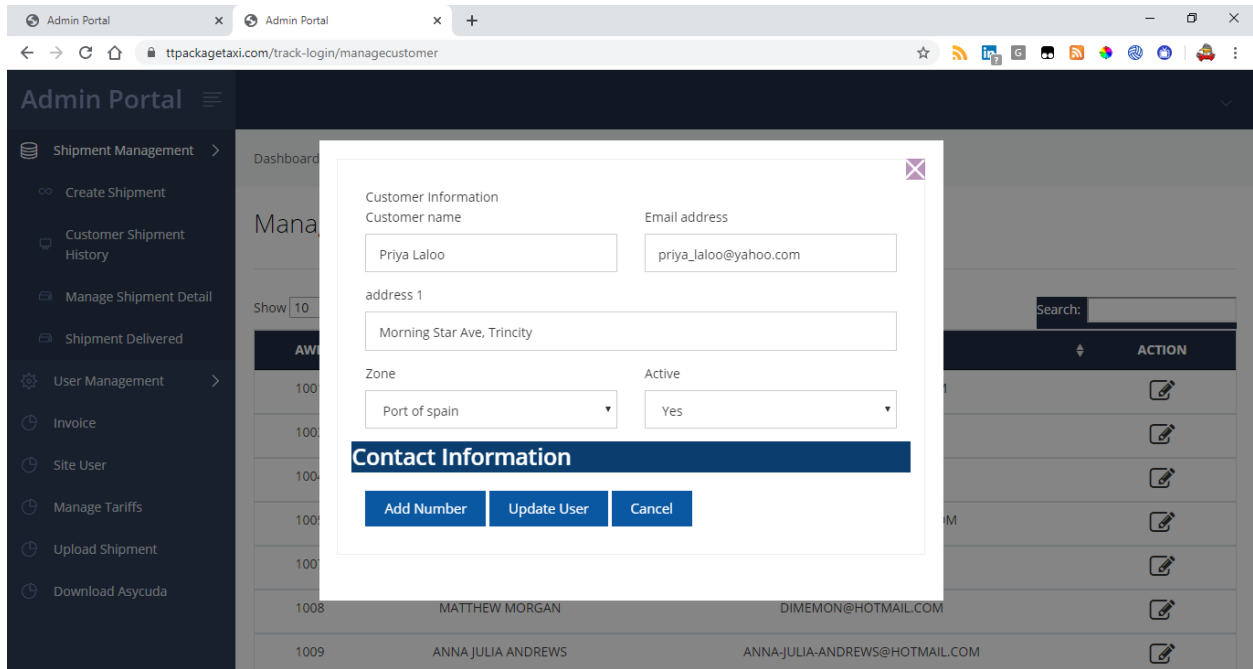 Admin Portal
Admin Portal
ttpackagetaxi.com/track-login/managecustomer
Admin Portal
Shipment Management
Create Shipment
Customer Shipment
History
Manage Shipment Detail
Shipment Delivered
User Management
Invoice
Site User
Manage Tariffs
Upload Shipment
Download Asycuda
Dashboard
Show 10
Search:
ACTION
Customer Information
Customer name Email address
Priya Laloo priya_laloo@yahoo.com
address 1
Morning Star Ave, Trincity
Zone Active
Port of spain Yes
Contact Information
Add Number Update User Cancel
1008 MATTHEW MORGAN DIMEMON@HOTMAIL.COM
1009 ANNA JULIA ANDREWS ANNA-JULIA-ANDREWS@HOTMAIL.COM